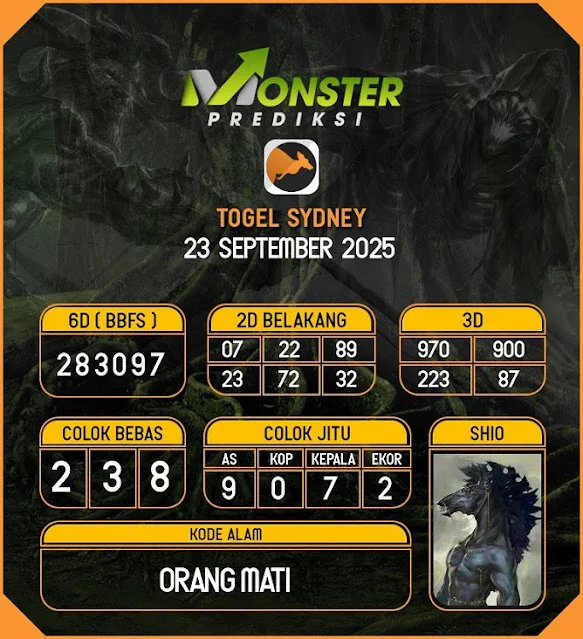 MONSTER
PREDIKSI
TOGEL SYDNEY
23 SEPTEMBER 2025
6D ( BBFS )
283097
2D BELAKANG
07 22 89
23 72 32
3D
970 900
223 87
COLOK BEBAS
2 3 8
COLOK JITU
AS KOP KEPALA EKOR
9 0 7 2
SHIO
KODE ALAM
ORANG MATI